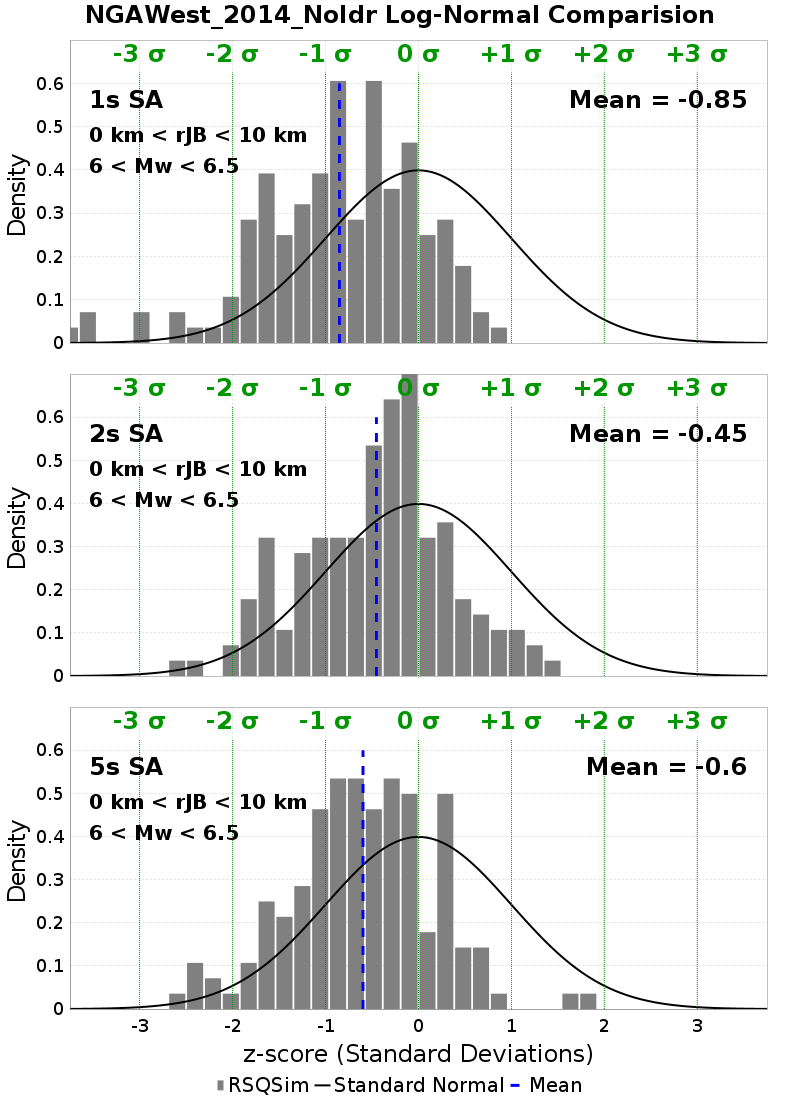 NGAWest_2014_NoIdr Log-Normal Comparision
-3 σ -2 σ -1 σ 0 σ +1 σ +2 σ +3 σ
1s SA
Mean = -0.85
0 km < rJB < 10 km
6 < Mw < 6.5
0.6
0.5
0.4
0.3
0.2
0.1
0
Density
-3 σ -2 σ -1 σ 0 σ +1 σ +2 σ +3 σ
2s SA
Mean = -0.45
0 km < rJB < 10 km
6 < Mw < 6.5
0.6
0.5
0.4
0.3
0.2
0.1
0
Density
-3 σ -2 σ -1 σ 0 σ +1 σ +2 σ +3 σ
5s SA
Mean = -0.6
0 km < rJB < 10 km
6 < Mw < 6.5
0.6
0.5
0.4
0.3
0.2
0.1
0
Density
-3 -2 -1 0 1 2 3
z-score (Standard Deviations)
RSQSim Standard Normal Mean